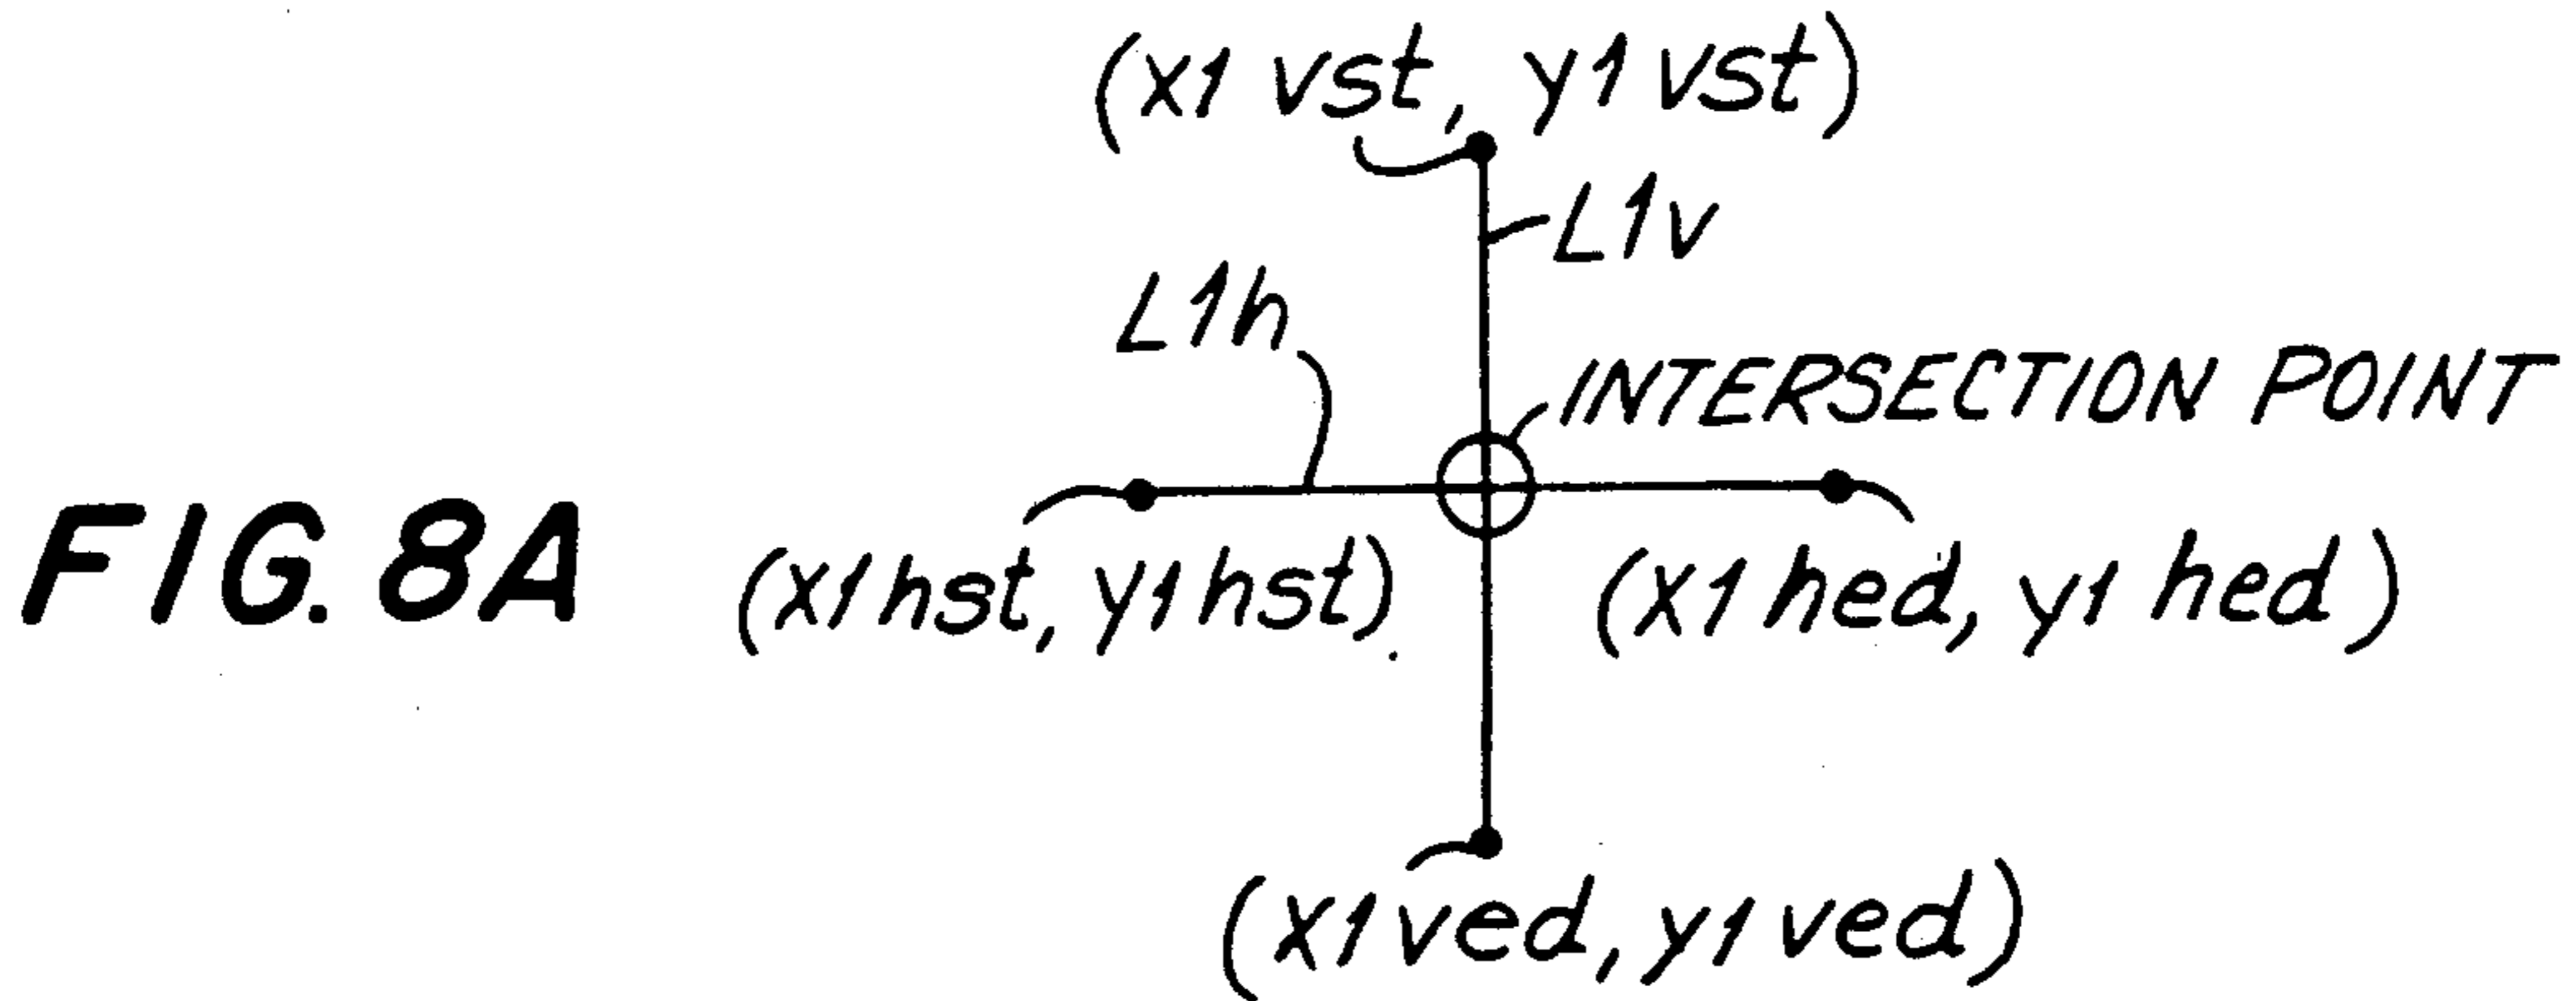 (x1 vst, y1 vst)
L1v
L1h
INTERSECTION POINT
FIG. 8A
(x1 hst, y1 hst)
(x1 hed, y1 hed)
(x1 ved, y1 ved)